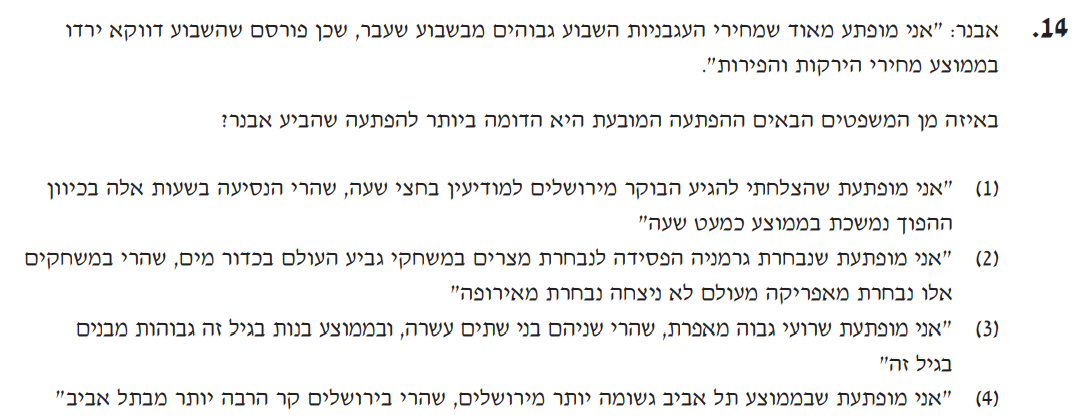 14. אבנר: "אני מופתע מאוד שמחירי העגבניות השבוע גבוהים מבשבוע שעבר, שכן פורסם שהשבוע דווקא ירדו
בממוצע מחירי הירקות והפירות".
באיזה מן המשפטים הבאים ההפתעה המובעת היא הדומה ביותר להפתעה שהביע אבנר?
(1) "אני מופתעת שהצלחתי להגיע הבוקר מירושלים למודיעין בחצי שעה, שהרי הנסיעה בשעות אלה בכיוון
ההפוך נמשכת בממוצע כמעט שעה"
(2) "אני מופתעת שנבחרת גרמניה הפסידה לנבחרת מצרים במשחקי גביע העולם בכדור מים, שהרי במשחקים
אלו נבחרת מאפריקה מעולם לא ניצחה נבחרת מאירופה"
(3) "אני מופתעת שרועי גבוה מאפרת, שהרי שניהם בני שתים עשרה, ובממוצע בנות בגיל זה גבוהות מבנים
בגיל זה"
(4) "אני מופתעת שבממוצע תל אביב גשומה יותר מירושלים, שהרי בירושלים קר הרבה יותר מבתל אביב"